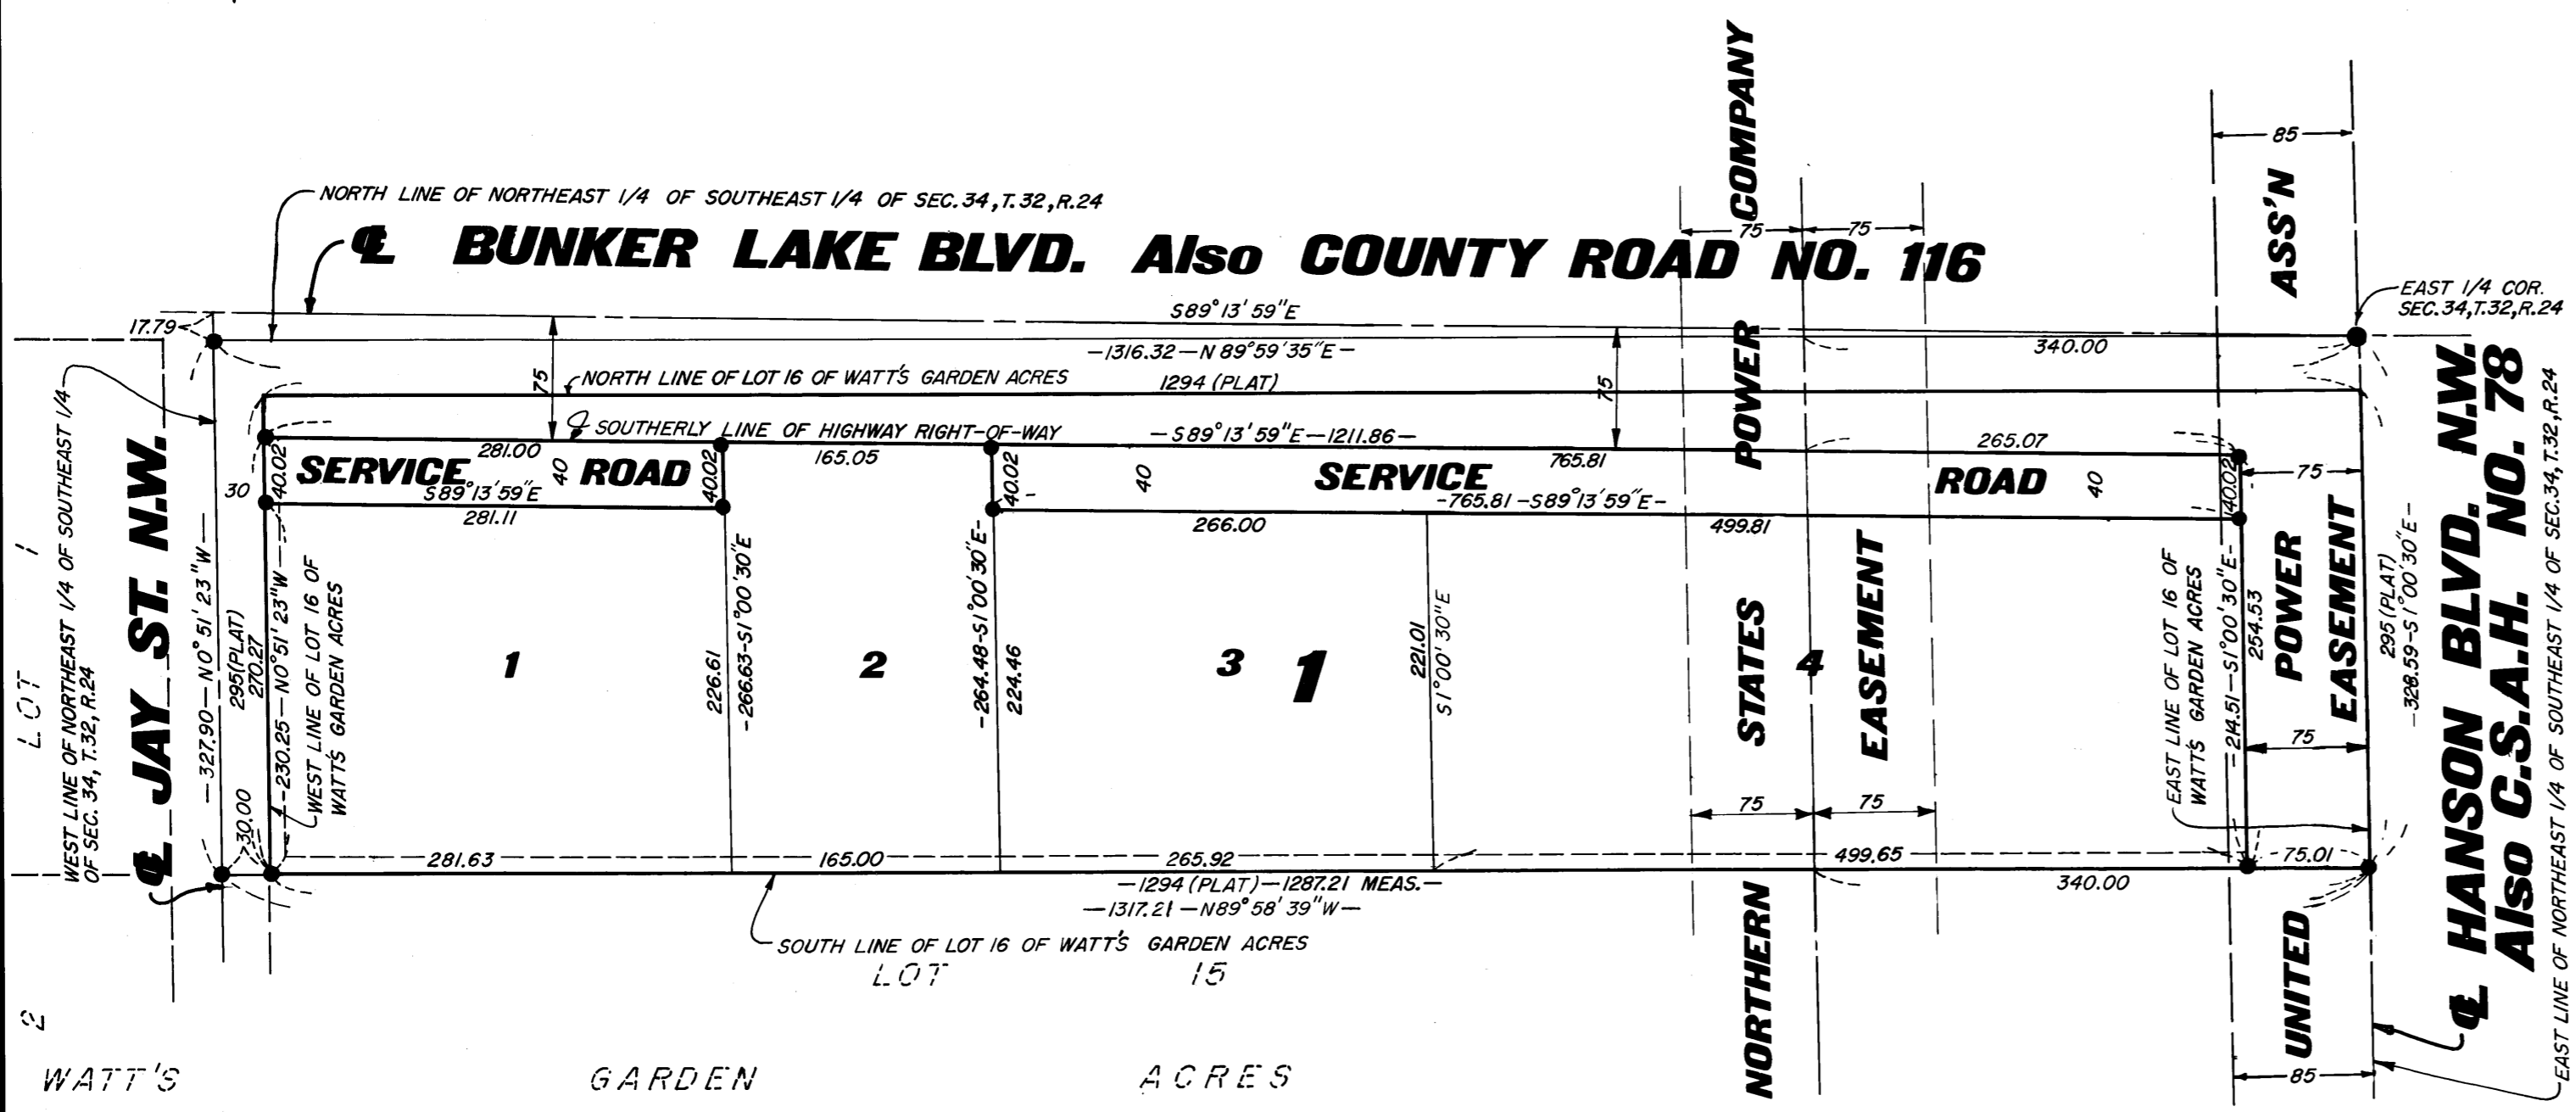 COMPANY
85
ASS'N
NORTH LINE OF NORTHEAST 1/4 OF SOUTHEAST 1/4 OF SEC.34,T.32,R.24
75
75
℄ BUNKER LAKE BLVD. Also COUNTY ROAD NO. 116
EAST 1/4 COR.
SEC.34,T.32,R.24
17.79
S89°13'59"E
—1316.32—N 89°59'35"E—
340.00
75
NORTH LINE OF LOT 16 OF WATT'S GARDEN ACRES
1294 (PLAT)
75
POWER
SOUTHERLY LINE OF HIGHWAY RIGHT-OF-WAY
—S89°13'59"E—1211.86—
265.07
281.00
165.05
765.81
30
40.02
SERVICE
40
ROAD
40.02
40.02
40
SERVICE
ROAD
40
40.02
75
S89°13'59"E
-765.81-S89°13'59"E-
281.11
266.00
499.81
WEST LINE OF NORTHEAST 1/4 OF SOUTHEAST 1/4
OF SEC. 34, T.32, R.24
℄ JAY ST. N.W.
—327.90—N0°51'23"W—
295(PLAT)
270.27
-230.25—N0°51'23"W—
WEST LINE OF LOT 16 OF
WATT'S GARDEN ACRES
30.00
1
226.61
-266.63-S1°00'30"E
2
-264.48-S1°00'30"E-
224.46
3
1
221.01
S1°00'30"E
STATES
4
EASEMENT
EAST LINE OF LOT 16 OF
WATT'S GARDEN ACRES
-214.51-S1°00'30"E-
254.53
POWER
EASEMENT
295 (PLAT)
-328.59-S1°00'30"E-
℄ HANSON BLVD. N.W.
Also C.S.A.H. NO. 78
EAST LINE OF NORTHEAST 1/4 OF SOUTHEAST 1/4 OF SEC.34,T.32,R.24
75
75
75
281.63
165.00
265.92
499.65
75.01
—1294 (PLAT)—1287.21 MEAS.—
340.00
—1317.21—N89°58'39"W—
SOUTH LINE OF LOT 16 OF WATT'S GARDEN ACRES
NORTHERN
UNITED
LOT 1
LOT 15
2
85
WATT'S GARDEN ACRES